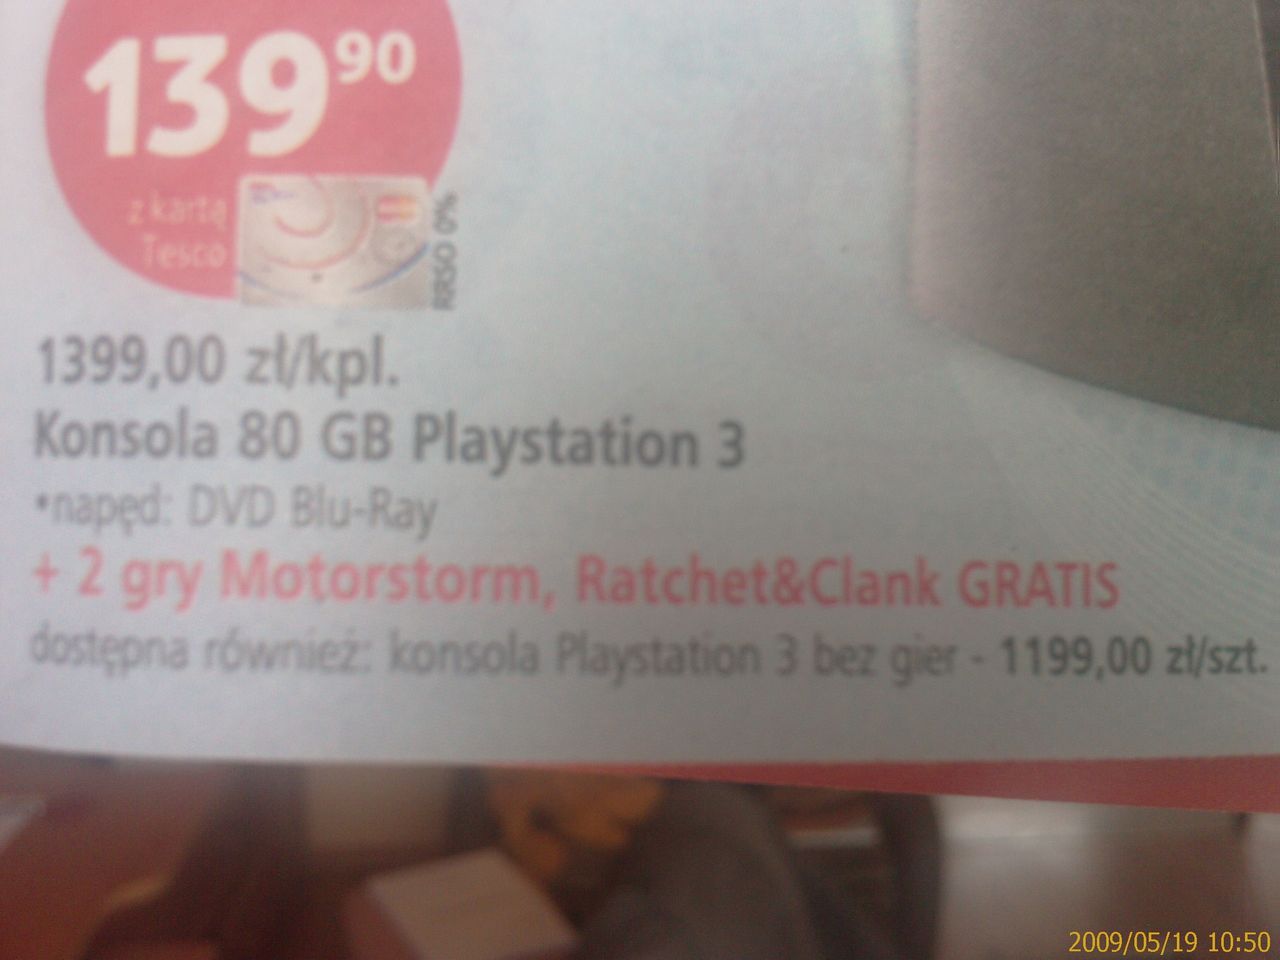 139 90
z kartą
Tesco
RRSO 0%
1399,00 zł/kpl.
Konsola 80 GB Playstation 3
•napęd: DVD Blu-Ray
+ 2 gry Motorstorm, Ratchet&Clank GRATIS
dostępna również: konsola Playstation 3 bez gier - 1199,00 zł/szt.
2009/05/19 10:50